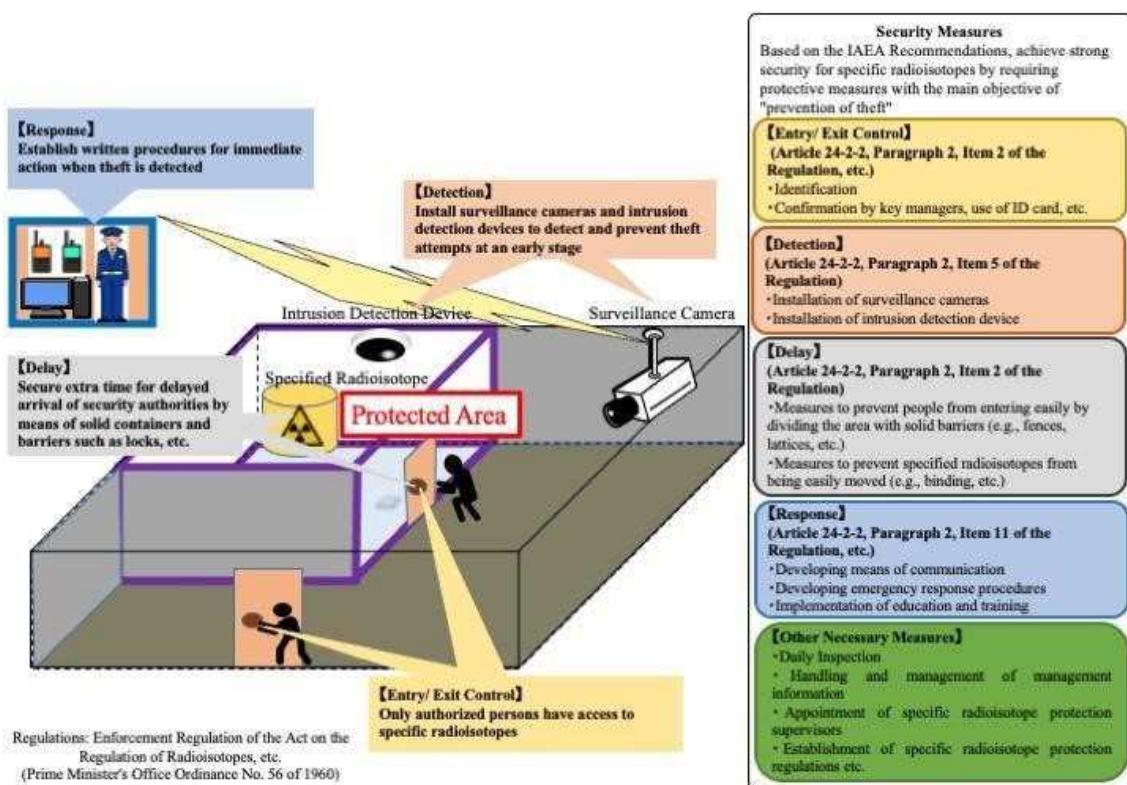 【Response】
Establish written procedures for immediate
action when theft is detected
【Detection】
Install surveillance cameras and intrusion
detection devices to detect and prevent theft
attempts at an early stage
Intrusion Detection Device
Surveillance Camera
【Delay】
Secure extra time for delayed
arrival of security authorities by
means of solid containers and
barriers such as locks, etc.
Specified Radioisotope
Protected Area
【Entry/ Exit Control】
Only authorized persons have access to
specific radioisotopes
Regulations: Enforcement Regulation of the Act on the
Regulation of Radioisotopes, etc.
(Prime Minister's Office Ordinance No. 56 of 1960)
Security Measures
Based on the IAEA Recommendations, achieve strong
security for specific radioisotopes by requiring
protective measures with the main objective of
"prevention of theft"
【Entry/ Exit Control】
(Article 24-2-2, Paragraph 2, Item 2 of the
Regulation, etc.)
・Identification
・Confirmation by key managers, use of ID card, etc.
【Detection】
(Article 24-2-2, Paragraph 2, Item 5 of the
Regulation)
・Installation of surveillance cameras
・Installation of intrusion detection device
【Delay】
(Article 24-2-2, Paragraph 2, Item 2 of the
Regulation)
・Measures to prevent people from entering easily by
dividing the area with solid barriers (e.g., fences,
lattices, etc.)
・Measures to prevent specified radioisotopes from
being easily moved (e.g., binding, etc.)
【Response】
(Article 24-2-2, Paragraph 2, Item 11 of the
Regulation, etc.)
・Developing means of communication
・Developing emergency response procedures
・Implementation of education and training
【Other Necessary Measures】
・Daily Inspection
・ Handling and management of management
information
・ Appointment of specific radioisotope protection
supervisors
・Establishment of specific radioisotope protection
regulations etc.